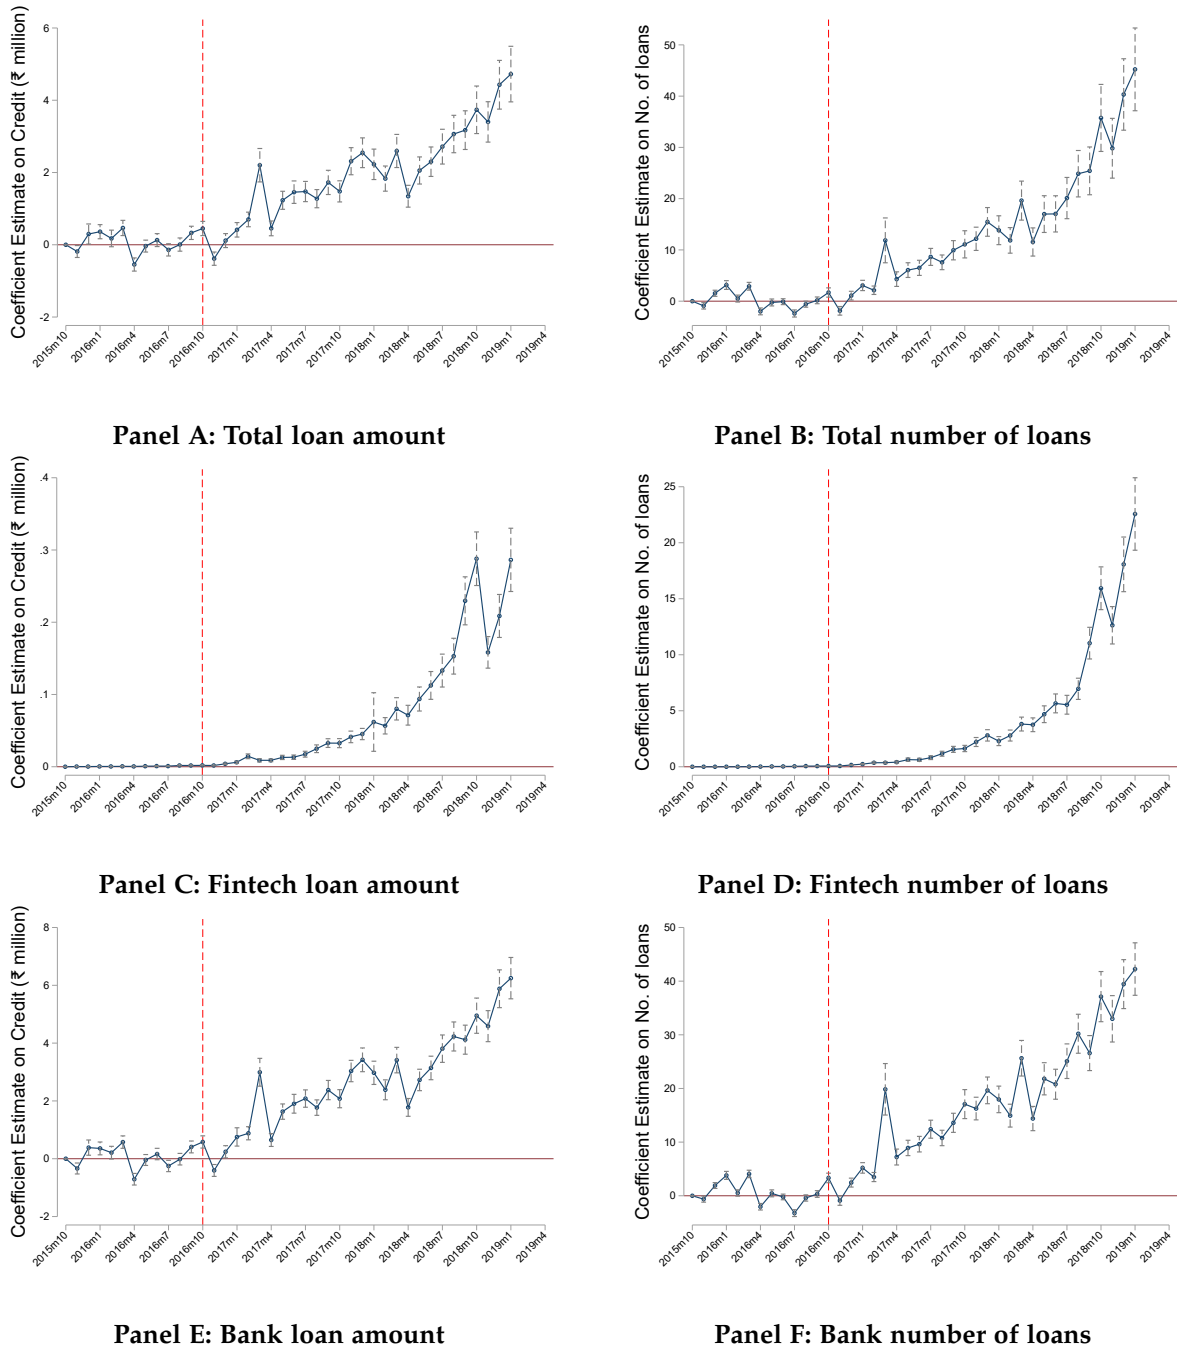 Coefficient Estimate on Credit (₹ million)
6
4
2
0
-2
2015m10
2016m1
2016m4
2016m7
2016m10
2017m1
2017m4
2017m7
2017m10
2018m1
2018m4
2018m7
2018m10
2019m1
2019m4
Panel A: Total loan amount
Coefficient Estimate on No. of loans
50
40
30
20
10
0
2015m10
2016m1
2016m4
2016m7
2016m10
2017m1
2017m4
2017m7
2017m10
2018m1
2018m4
2018m7
2018m10
2019m1
2019m4
Panel B: Total number of loans
Coefficient Estimate on Credit (₹ million)
.4
.3
.2
.1
0
2015m10
2016m1
2016m4
2016m7
2016m10
2017m1
2017m4
2017m7
2017m10
2018m1
2018m4
2018m7
2018m10
2019m1
2019m4
Panel C: Fintech loan amount
Coefficient Estimate on No. of loans
25
20
15
10
5
0
2015m10
2016m1
2016m4
2016m7
2016m10
2017m1
2017m4
2017m7
2017m10
2018m1
2018m4
2018m7
2018m10
2019m1
2019m4
Panel D: Fintech number of loans
Coefficient Estimate on Credit (₹ million)
8
6
4
2
0
-2
2015m10
2016m1
2016m4
2016m7
2016m10
2017m1
2017m4
2017m7
2017m10
2018m1
2018m4
2018m7
2018m10
2019m1
2019m4
Panel E: Bank loan amount
Coefficient Estimate on No. of loans
50
40
30
20
10
0
2015m10
2016m1
2016m4
2016m7
2016m10
2017m1
2017m4
2017m7
2017m10
2018m1
2018m4
2018m7
2018m10
2019m1
2019m4
Panel F: Bank number of loans